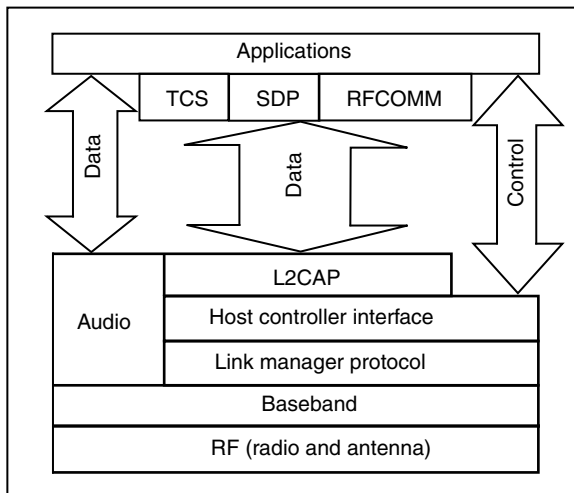 Applications
TCS SDP RFCOMM
Data
Data
Control
L2CAP
Audio
Host controller interface
Link manager protocol
Baseband
RF (radio and antenna)